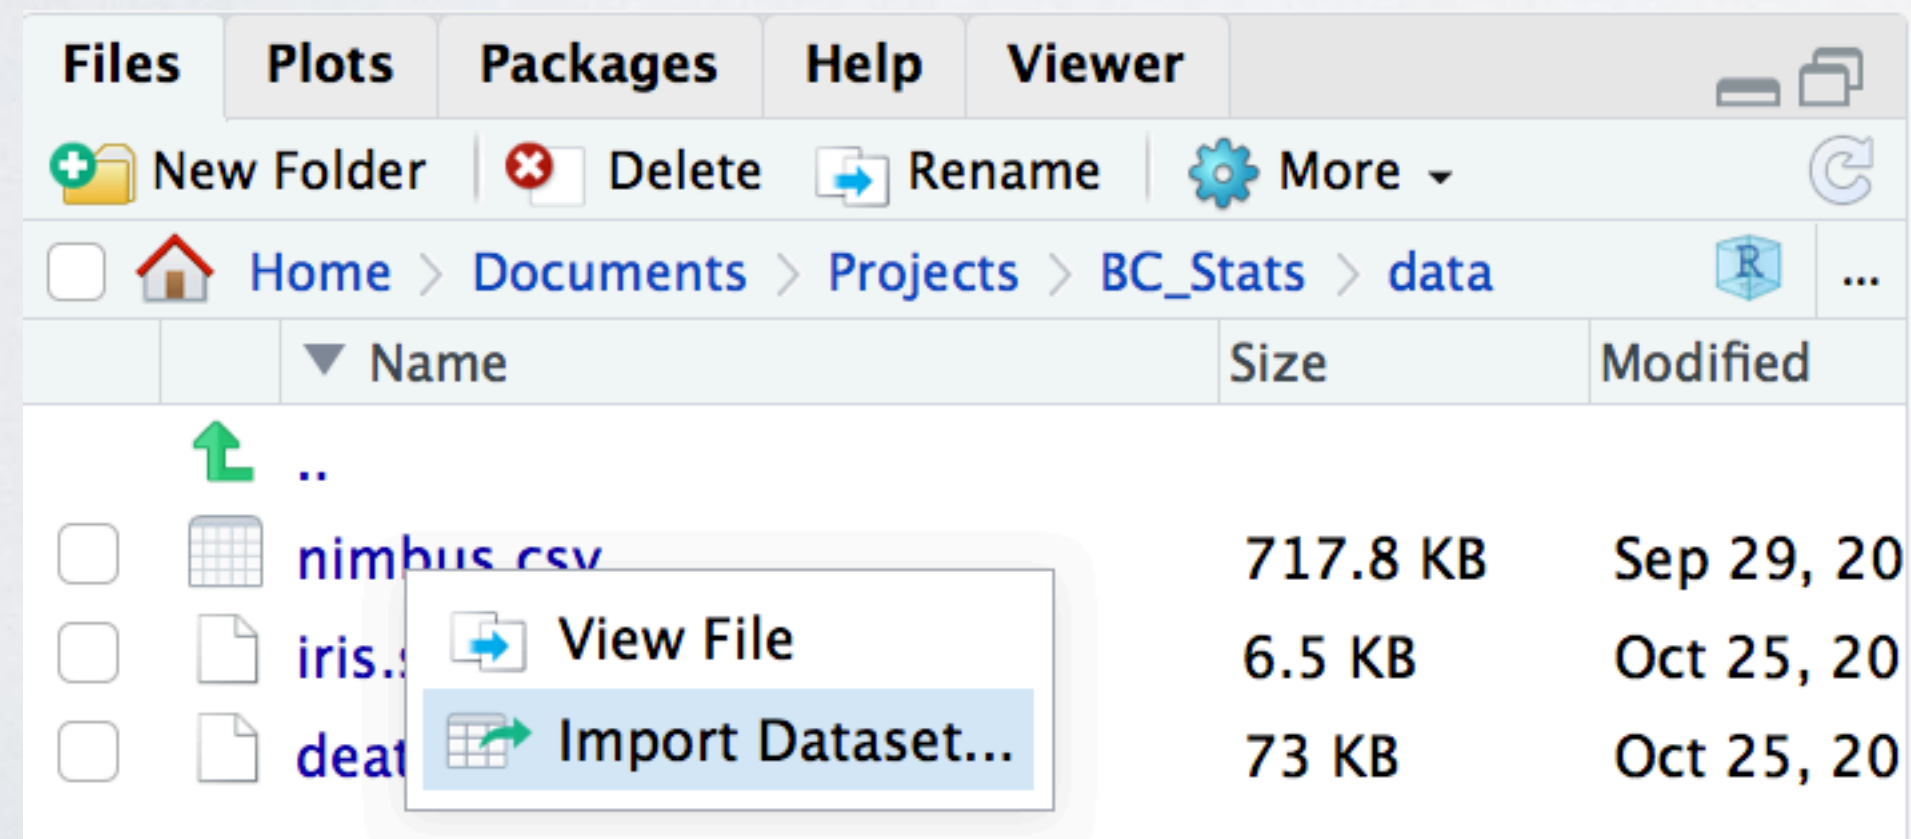 Files Plots Packages Help Viewer
New Folder Delete Rename More
Home > Documents > Projects > BC_Stats > data R ...
Name Size Modified
..
nimbus.csv 717.8 KB Sep 29, 20
iris. 6.5 KB Oct 25, 20
deat 73 KB Oct 25, 20
View File
Import Dataset...